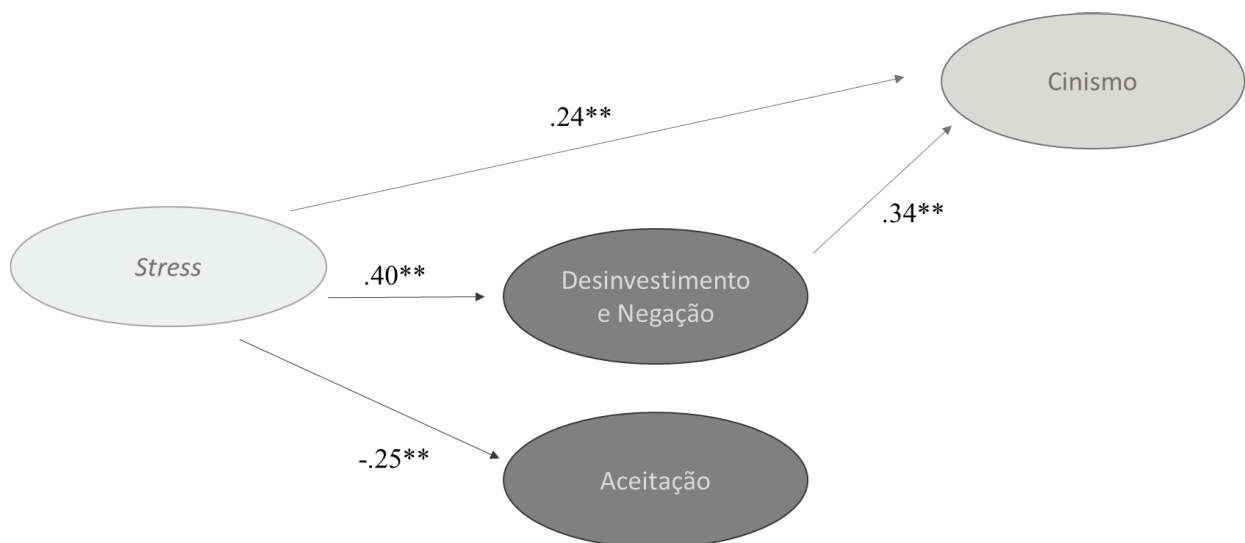 Cinismo
.24**
.34**
Stress
.40**
Desinvestimento
e Negação
-.25**
Aceitação